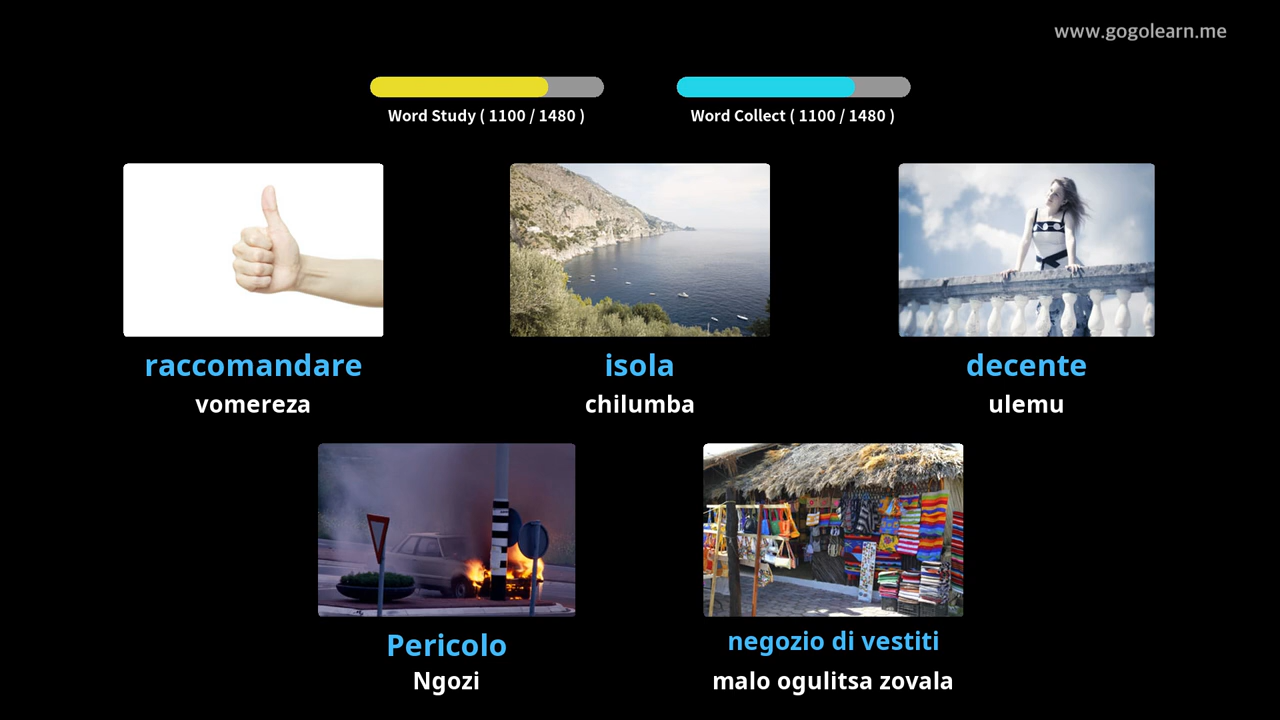 www.gogolearn.me
Word Study ( 1100 / 1480 )
Word Collect ( 1100 / 1480 )
raccomandare
vomereza
isola
chilumba
decente
ulemu
Pericolo
Ngozi
negozio di vestiti
malo ogulitsa zovala